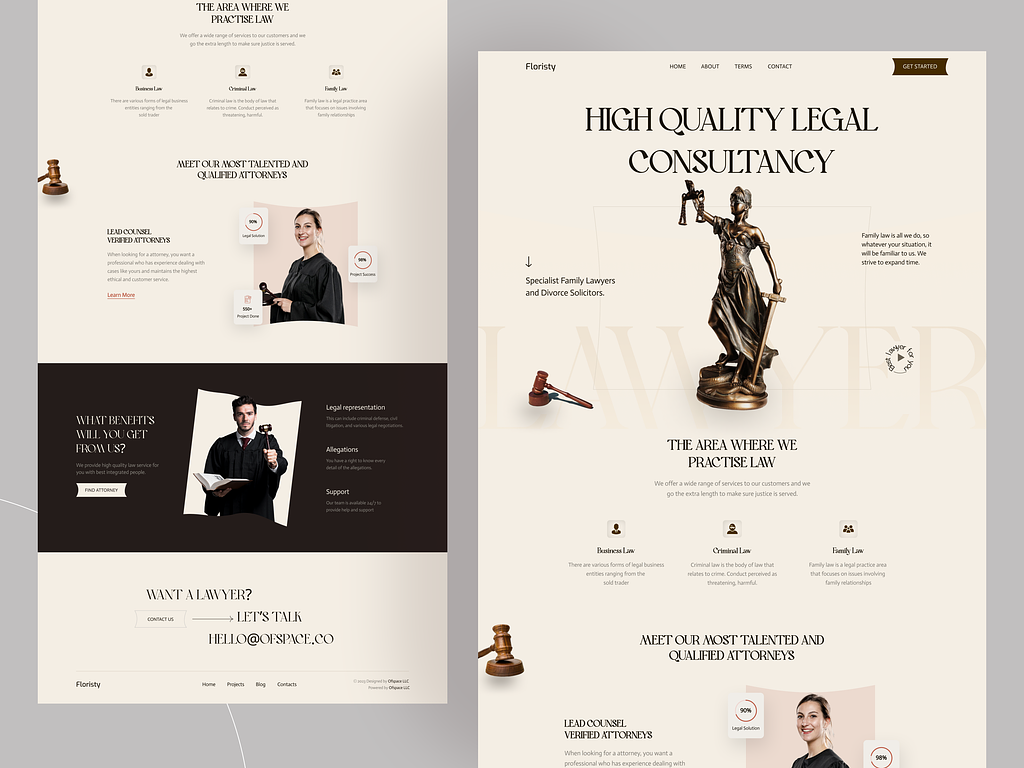 THE AREA WHERE WE
PRACTISE LAW
We offer a wide range of services to our customers and we
go the extra length to make sure justice is served.
Business Law
There are various forms of legal business
entities ranging from the
sold trader
Criminal Law
Criminal law is the body of law that
relates to crime. Conduct perceived as
threatening, harmful.
Family Law
Family law is a legal practice area
that focuses on issues involving
family relationships
MEET OUR MOST TALENTED AND
QUALIFIED ATTORNEYS
LEAD COUNSEL
VERIFIED ATTORNEYS
When looking for a attorney, you want a
professional who has experience dealing with
cases like yours and maintains the highest
ethical and customer service.
Learn More
90%
Legal Solution
98%
Project Success
550+
Project Done
WHAT BENEFITS
WILL YOU GET
FROM US?
We provide high quality law service for
you with best integrated people.
FIND ATTORNEY
Legal representation
This can include criminal defense, civil
litigation, and various legal negotiations.
Allegations
You have a right to know every
detail of the allegations.
Support
Our team is available 24/7 to
provide help and support
WANT A LAWYER?
CONTACT US
LET'S TALK
HELLO@OFSPACE.CO
Floristy
Home
Projects
Blog
Contacts
© 2023 Designed by Ofspace LLC
Powered by Ofspace LLC
Floristy
HOME
ABOUT
TERMS
CONTACT
GET STARTED
HIGH QUALITY LEGAL
CONSULTANCY
Specialist Family Lawyers
and Divorce Solicitors.
Family law is all we do, so
whatever your situation, it
will be familiar to us. We
strive to expand time.
LAWYER
Best Lawyer For you
THE AREA WHERE WE
PRACTISE LAW
We offer a wide range of services to our customers and we
go the extra length to make sure justice is served.
Business Law
There are various forms of legal business
entities ranging from the
sold trader
Criminal Law
Criminal law is the body of law that
relates to crime. Conduct perceived as
threatening, harmful.
Family Law
Family law is a legal practice area
that focuses on issues involving
family relationships
MEET OUR MOST TALENTED AND
QUALIFIED ATTORNEYS
LEAD COUNSEL
VERIFIED ATTORNEYS
When looking for a attorney, you want a
professional who has experience dealing with
90%
Legal Solution
98%